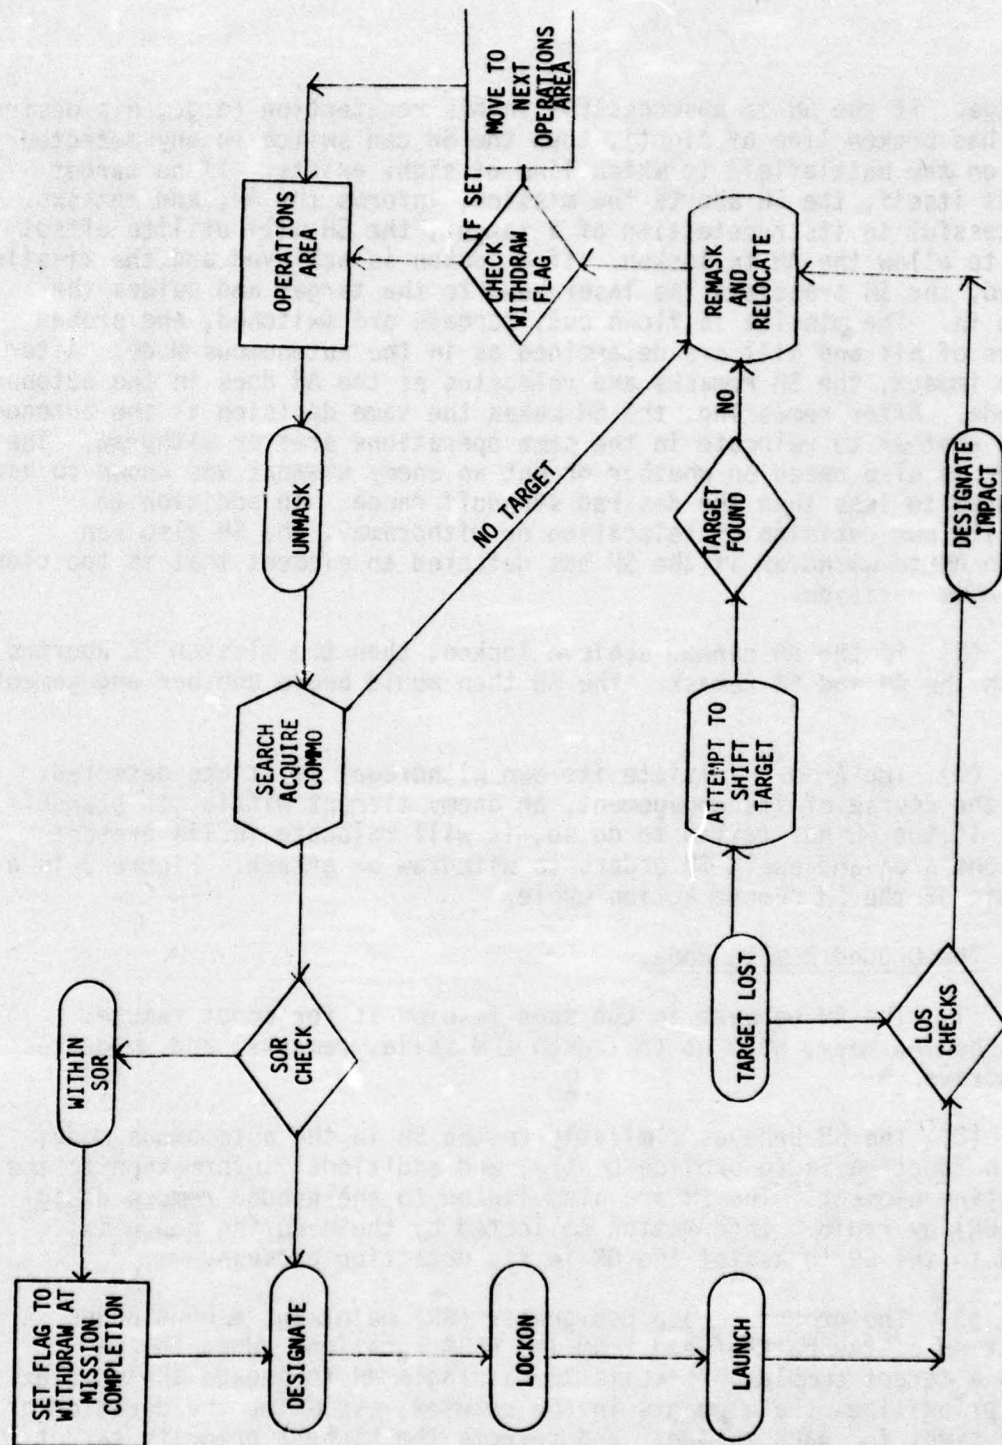 SET FLAG TO
WITHDRAW AT
MISSION
COMPLETION
WITHIN
SOR
DESIGNATE
SOR
CHECK
SEARCH
ACQUIRE
COMMO
UNMASK
OPERATIONS
AREA
LOCKON
NO TARGET
IF SET
CHECK
WITHDRAW
FLAG
MOVE TO
NEXT
OPERATIONS
AREA
LAUNCH
TARGET LOST
ATTEMPT TO
SHIFT
TARGET
TARGET
FOUND
NO
REMASK
AND
RELOCATE
LOS
CHECKS
DESIGNATE
IMPACT